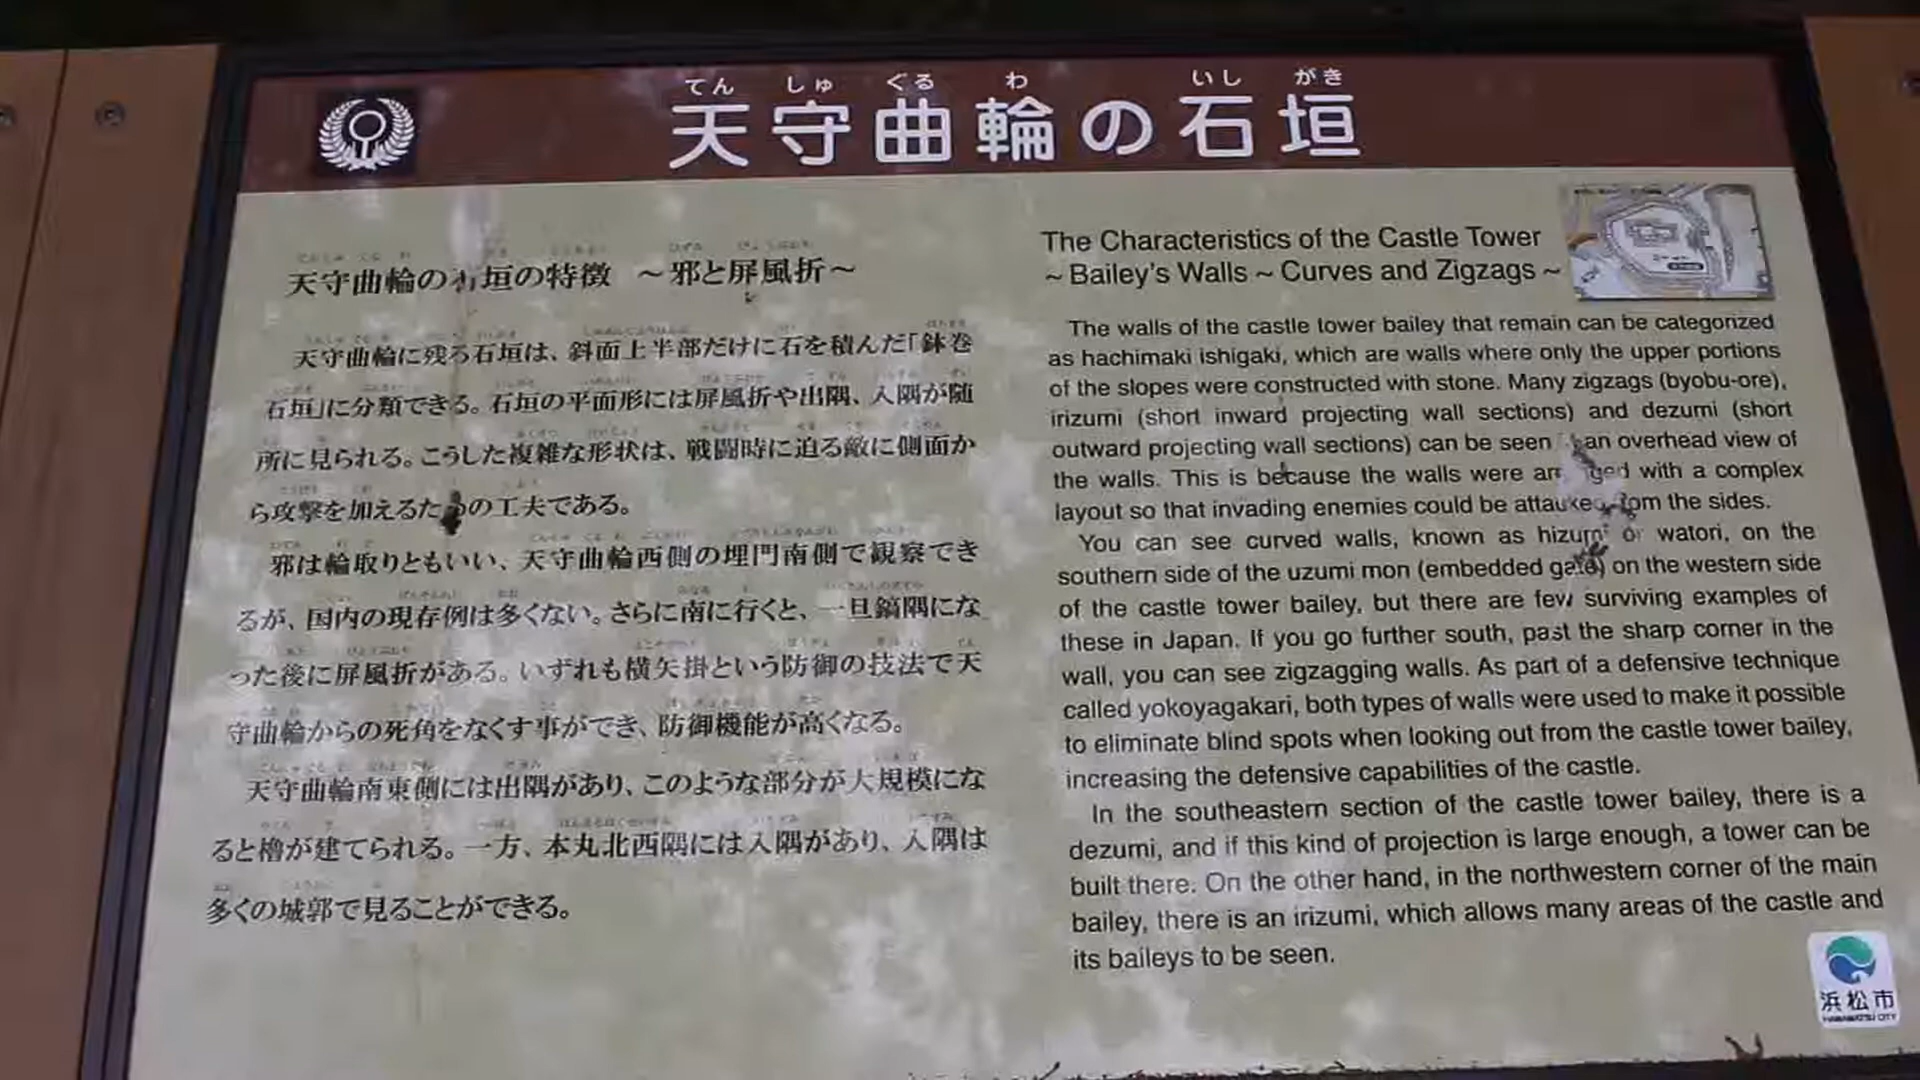 てん しゅ ぐる わ いし がき
天守曲輪の石垣
天守曲輪の石垣の特徴 ～邪と屏風折～
天守曲輪に残る石垣は、斜面上半部だけに石を積んだ「鉢巻
石垣」に分類できる。石垣の平面形には屏風折や出隅、入隅が随
所に見られる。こうした複雑な形状は、戦闘時に迫る敵に側面か
ら攻撃を加えるための工夫である。
邪は輪取りともいい、天守曲輪西側の埋門南側で観察でき
るが、国内の現存例は多くない。さらに南に行くと、一旦鎬隅にな
った後に屏風折がある。いずれも横矢掛という防御の技法で天
守曲輪からの死角をなくす事ができ、防御機能が高くなる。
天守曲輪南東側には出隅があり、このような部分が大規模にな
ると櫓が建てられる。一方、本丸北西隅には入隅があり、入隅は
多くの城郭で見ることができる。
The Characteristics of the Castle Tower
~ Bailey's Walls ~ Curves and Zigzags ~
The walls of the castle tower bailey that remain can be categorized
as hachimaki ishigaki, which are walls where only the upper portions
of the slopes were constructed with stone. Many zigzags (byobu-ore),
irizumi (short inward projecting wall sections) and dezumi (short
outward projecting wall sections) can be seen an overhead view of
the walls. This is because the walls were arranged with a complex
layout so that invading enemies could be attacked from the sides.
You can see curved walls, known as hizumi or watori, on the
southern side of the uzumi mon (embedded gate) on the western side
of the castle tower bailey, but there are few surviving examples of
these in Japan. If you go further south, past the sharp corner in the
wall, you can see zigzagging walls. As part of a defensive technique
called yokoyagakari, both types of walls were used to make it possible
to eliminate blind spots when looking out from the castle tower bailey,
increasing the defensive capabilities of the castle.
In the southeastern section of the castle tower bailey, there is a
dezumi, and if this kind of projection is large enough, a tower can be
built there. On the other hand, in the northwestern corner of the main
bailey, there is an irizumi, which allows many areas of the castle and
its baileys to be seen.
浜松市
HAMAMATSU CITY